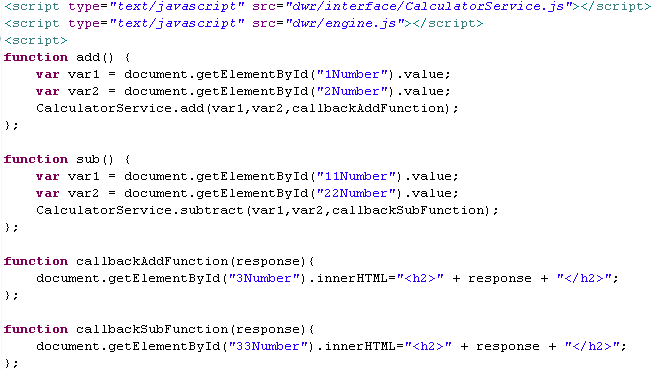 <script type="text/javascript" src="dwr/interface/CalculatorService.js"></script>
<script type="text/javascript" src="dwr/engine.js"></script>
<script>
function add() {
    var var1 = document.getElementById("1Number").value;
    var var2 = document.getElementById("2Number").value;
    CalculatorService.add(var1,var2,callbackAddFunction);
};

function sub() {
    var var1 = document.getElementById("11Number").value;
    var var2 = document.getElementById("22Number").value;
    CalculatorService.subtract(var1,var2,callbackSubFunction);
};

function callbackAddFunction(response){
    document.getElementById("3Number").innerHTML="<h2>" + response + "</h2>";
};

function callbackSubFunction(response){
    document.getElementById("33Number").innerHTML="<h2>" + response + "</h2>";
};